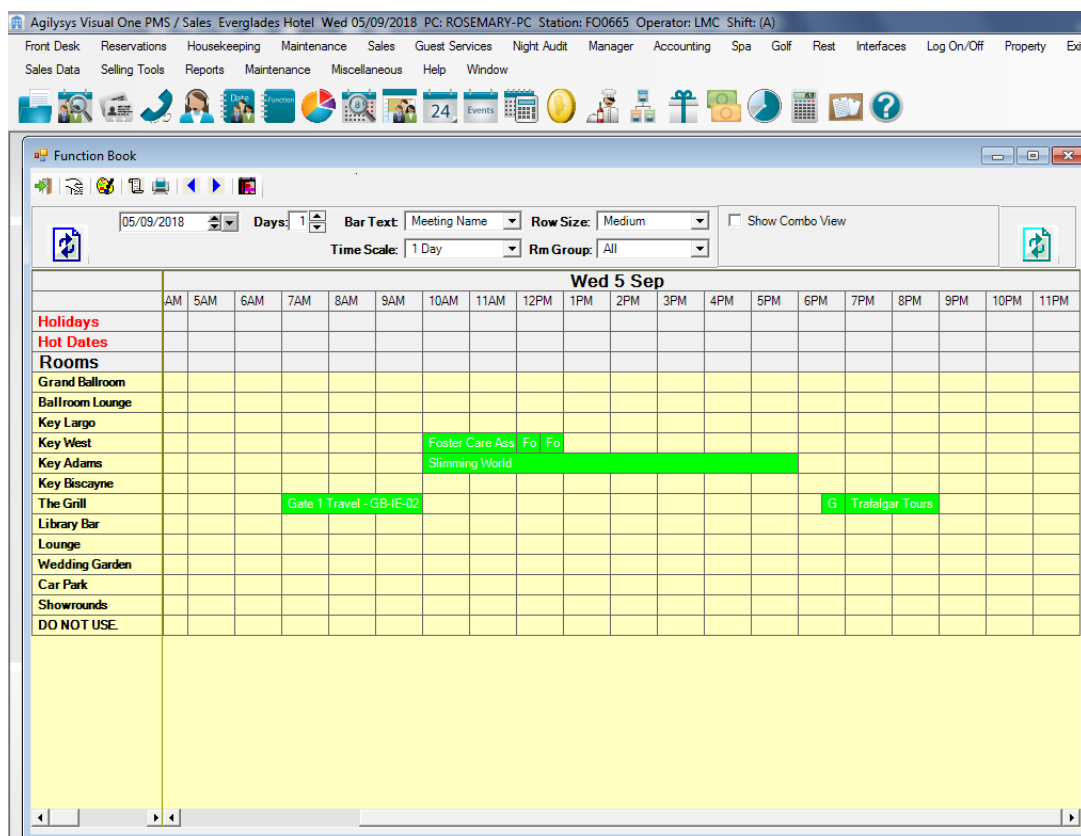 Agilysys Visual One PMS / Sales Everglades Hotel Wed 05/09/2018 PC: ROSEMARY-PC Station: FO0665 Operator: LMC Shift: (A)
Front Desk Reservations Housekeeping Maintenance Sales Guest Services Night Audit Manager Accounting Spa Golf Rest Interfaces Log On/Off Property Exi
Sales Data Selling Tools Reports Maintenance Miscellaneous Help Window
Date Function 8 24 Events
Function Book
05/09/2018 Days: 1 Bar Text: Meeting Name Row Size: Medium Show Combo View
Time Scale: 1 Day Rm Group: All
Wed 5 Sep
AM 5AM 6AM 7AM 8AM 9AM 10AM 11AM 12PM 1PM 2PM 3PM 4PM 5PM 6PM 7PM 8PM 9PM 10PM 11PM
Holidays
Hot Dates
Rooms
Grand Ballroom
Ballroom Lounge
Key Largo
Key West Foster Care Ass Fo Fo
Key Adams Slimming World
Key Biscayne
The Grill Gate 1 Travel - GB-IE-02 G Trafalgar Tours
Library Bar
Lounge
Wedding Garden
Car Park
Showrounds
DO NOT USE.